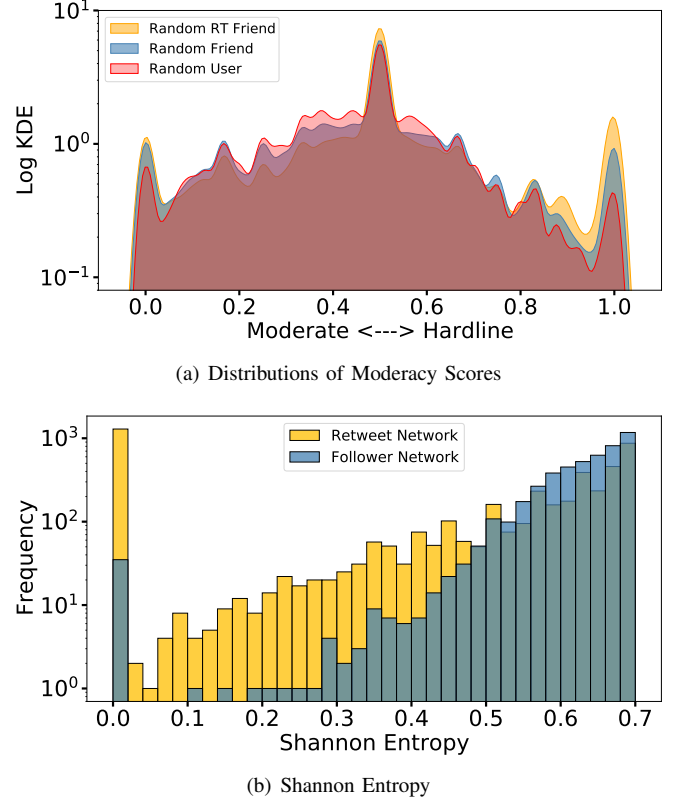 10¹
Random RT Friend
Random Friend
Random User
Log KDE
10⁰
10⁻¹
0.0 0.2 0.4 0.6 0.8 1.0
Moderate <---> Hardline
(a) Distributions of Moderacy Scores
10³
Retweet Network
Follower Network
10²
Frequency
10¹
10⁰
0.0 0.1 0.2 0.3 0.4 0.5 0.6 0.7
Shannon Entropy
(b) Shannon Entropy